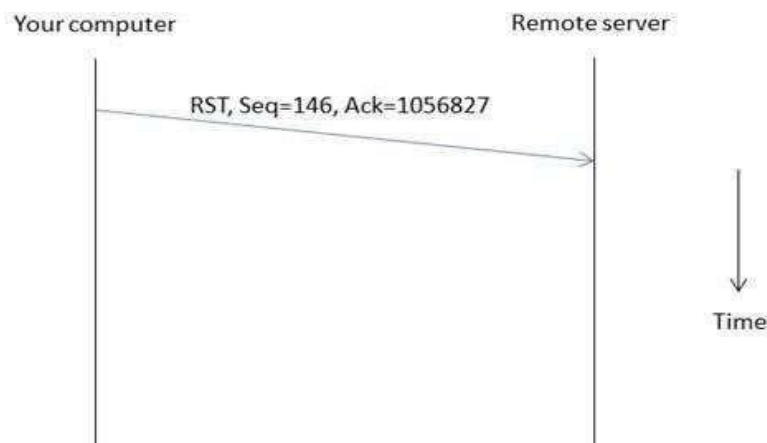 Your computer
Remote server
RST, Seq=146, Ack=1056827
Time